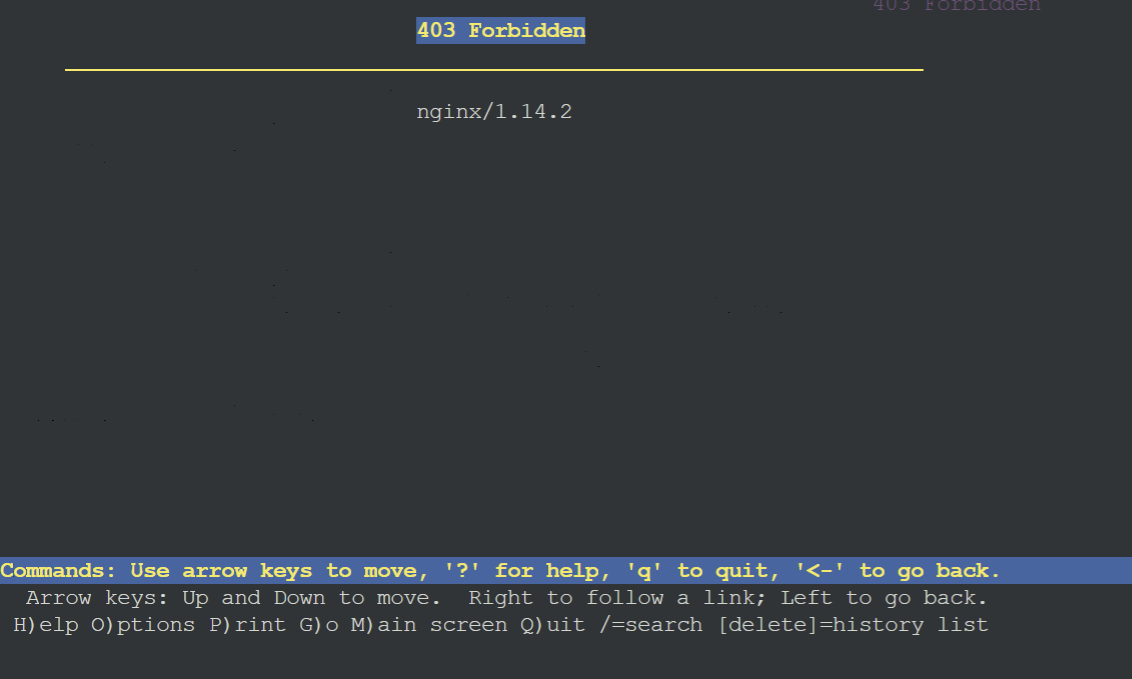 403 Forbidden
403 Forbidden
nginx/1.14.2
Commands: Use arrow keys to move, '?' for help, 'q' to quit, '<-' to go back.
Arrow keys: Up and Down to move.  Right to follow a link; Left to go back.
H)elp O)ptions P)rint G)o M)ain screen Q)uit /=search [delete]=history list